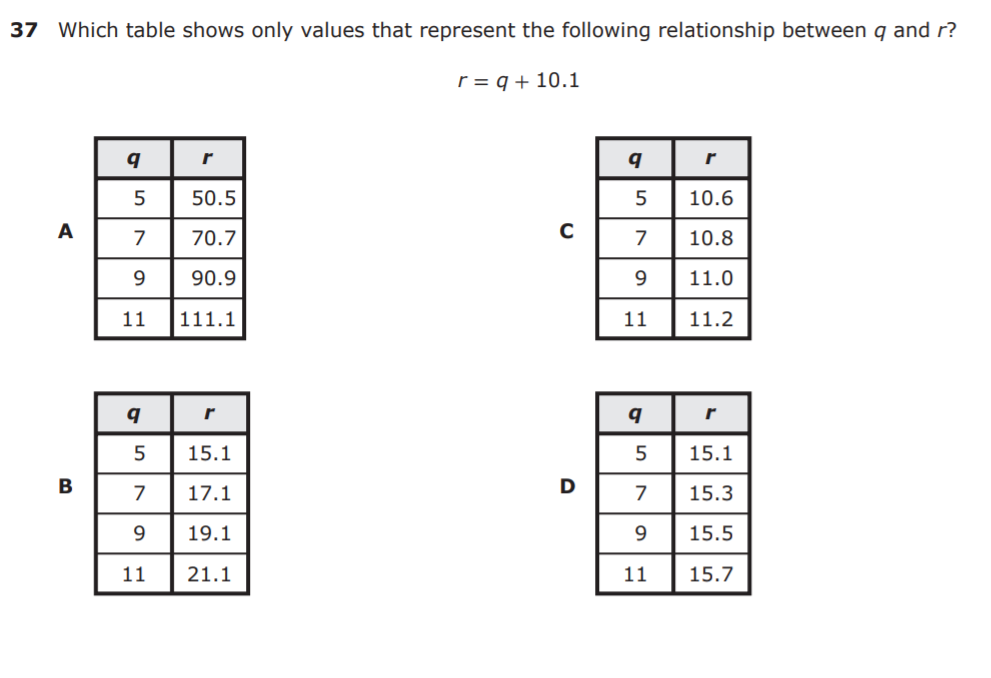 37 Which table shows only values that represent the following relationship between q and r?
r = q + 10.1
A
q r
5 50.5
7 70.7
9 90.9
11 111.1
C
q r
5 10.6
7 10.8
9 11.0
11 11.2
B
q r
5 15.1
7 17.1
9 19.1
11 21.1
D
q r
5 15.1
7 15.3
9 15.5
11 15.7